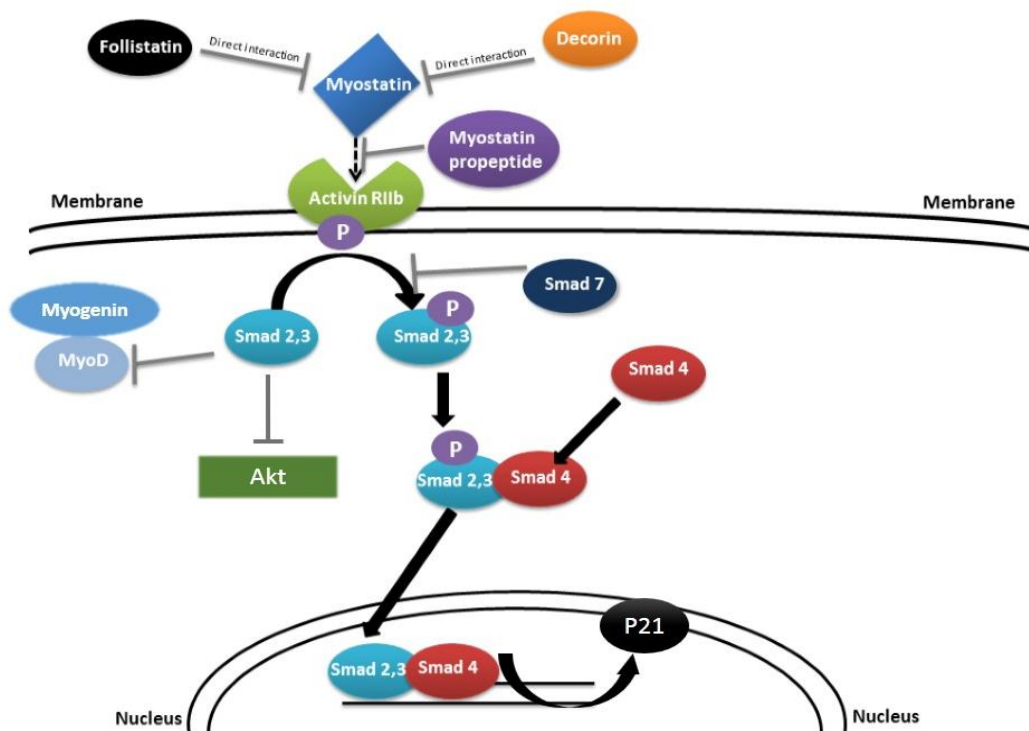 Follistatin
Direct interaction
Decorin
Direct interaction
Myostatin
Myostatin
propeptide
Activin RIIb
Membrane
Membrane
P
Smad 7
Myogenin
P
Smad 2,3
Smad 2,3
MyoD
Smad 4
P
Akt
Smad 2,3
Smad 4
P21
Smad 2,3
Smad 4
Nucleus
Nucleus